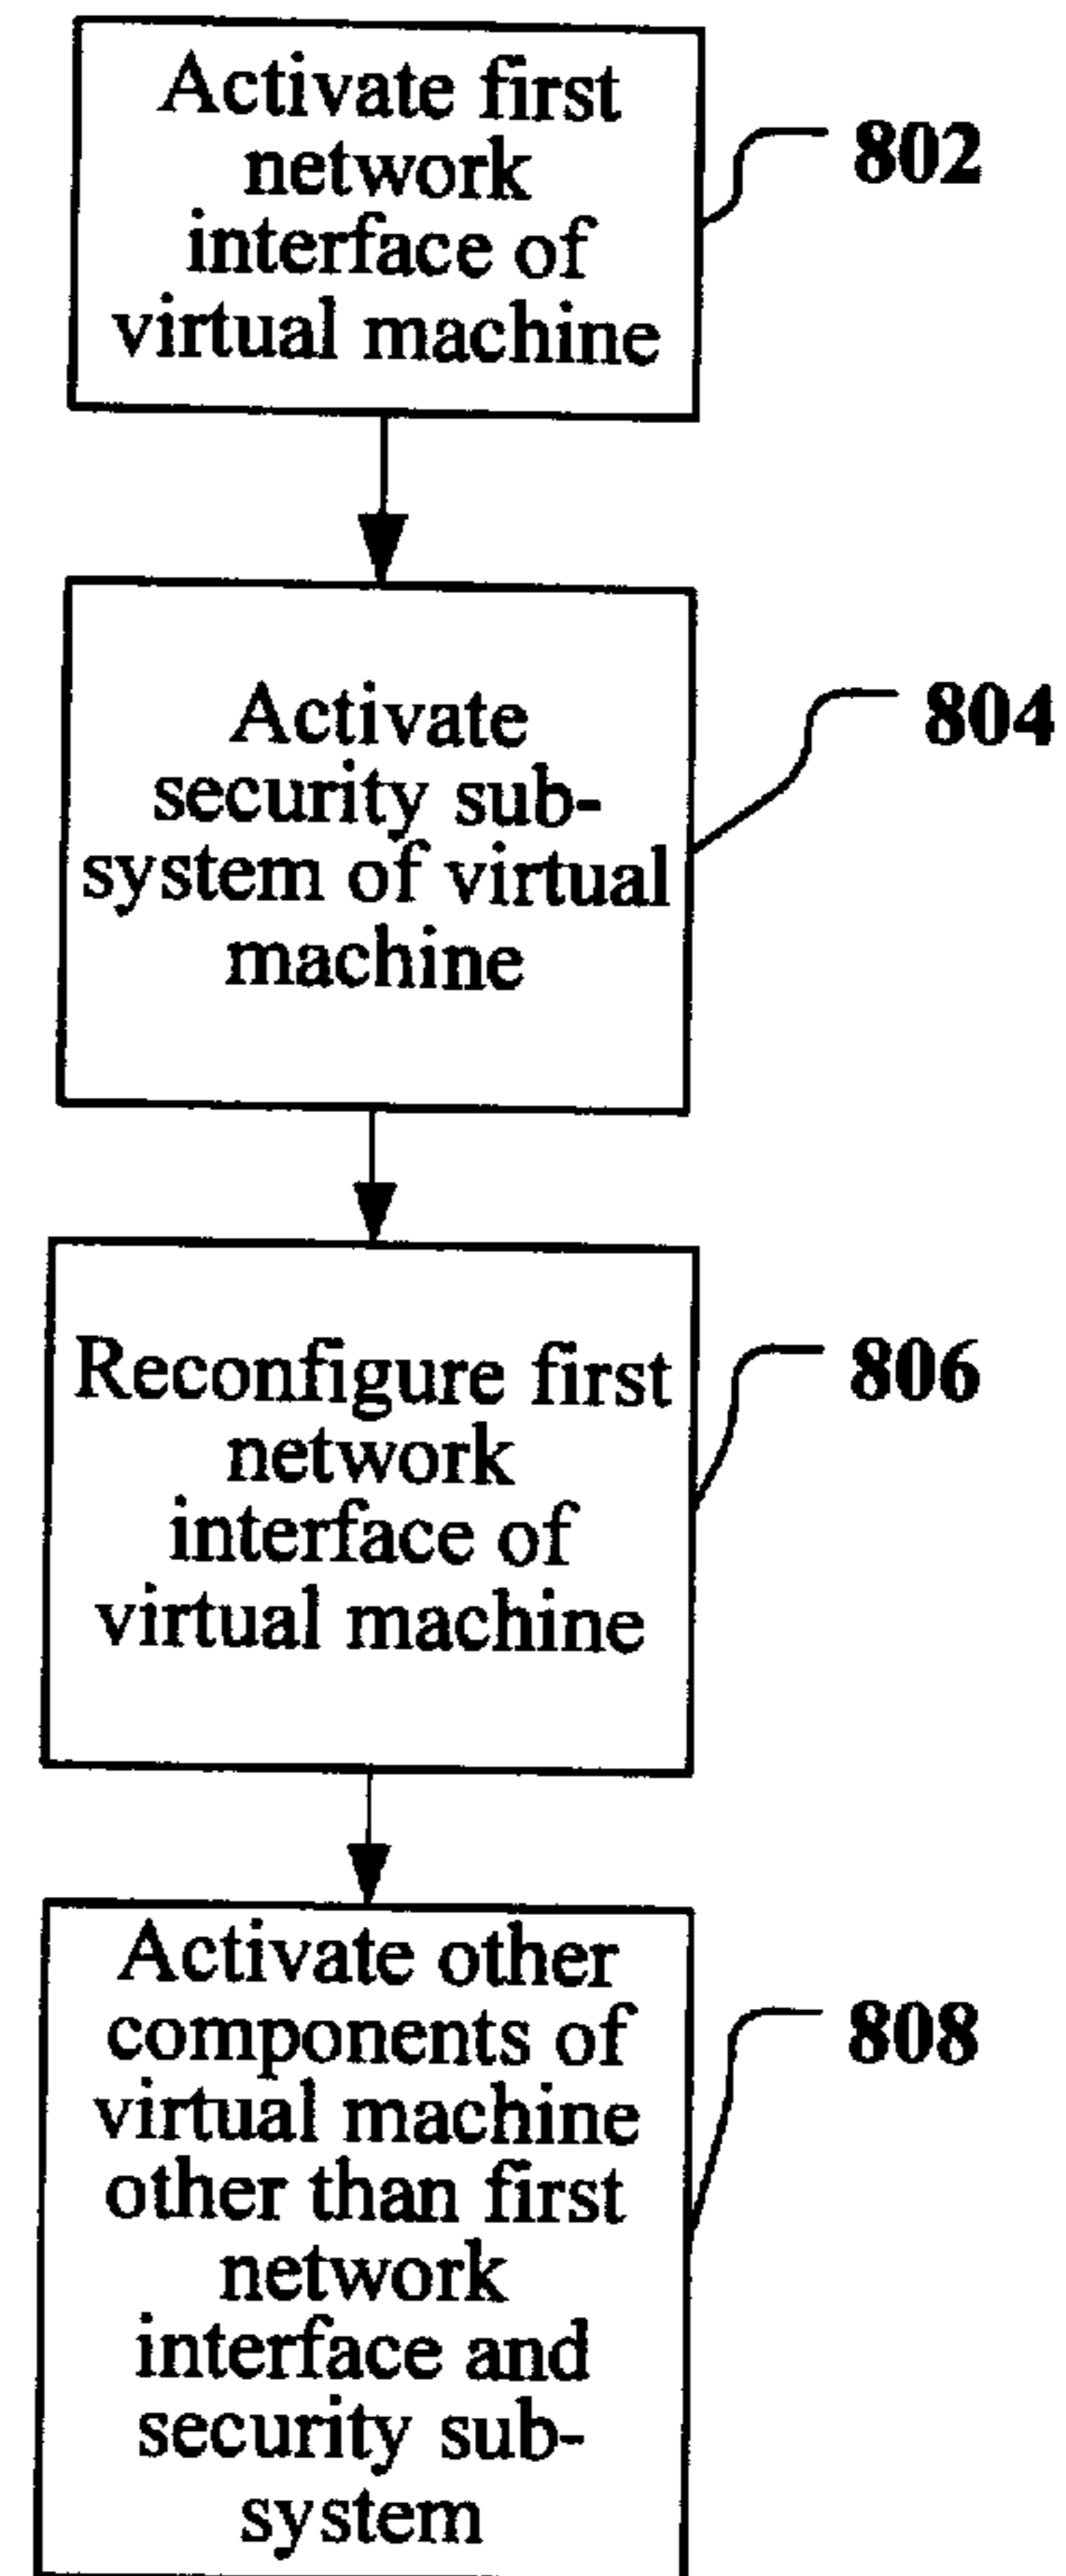 Activate first
network
interface of
virtual machine
802
Activate
security sub-
system of virtual
machine
804
Reconfigure first
network
interface of
virtual machine
806
Activate other
components of
virtual machine
other than first
network
interface and
security sub-
system
808